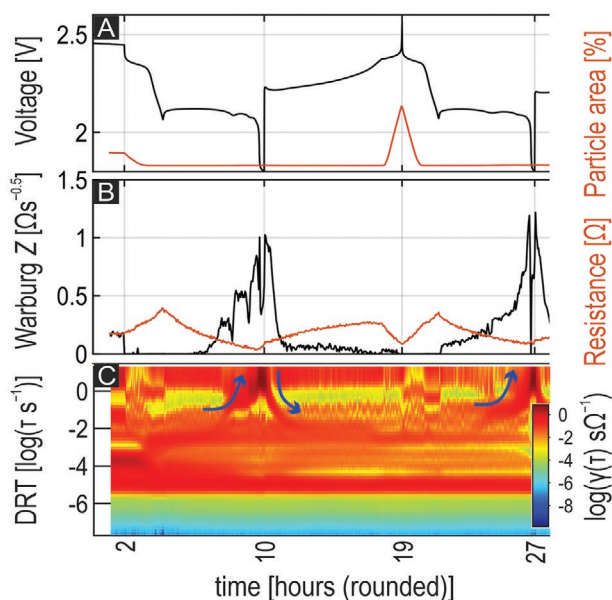 A
Voltage [V]
2.5
2
Particle area [%]
B
Warburg Z [Ωs⁻⁰·⁵]
1.5
1
0.5
0
Resistance [Ω]
C
DRT [log(τ s⁻¹)]
0
-2
-4
-6
0
-2
-4
-6
-8
log(γ(τ) sΩ⁻¹)
2
10
19
27
time [hours (rounded)]